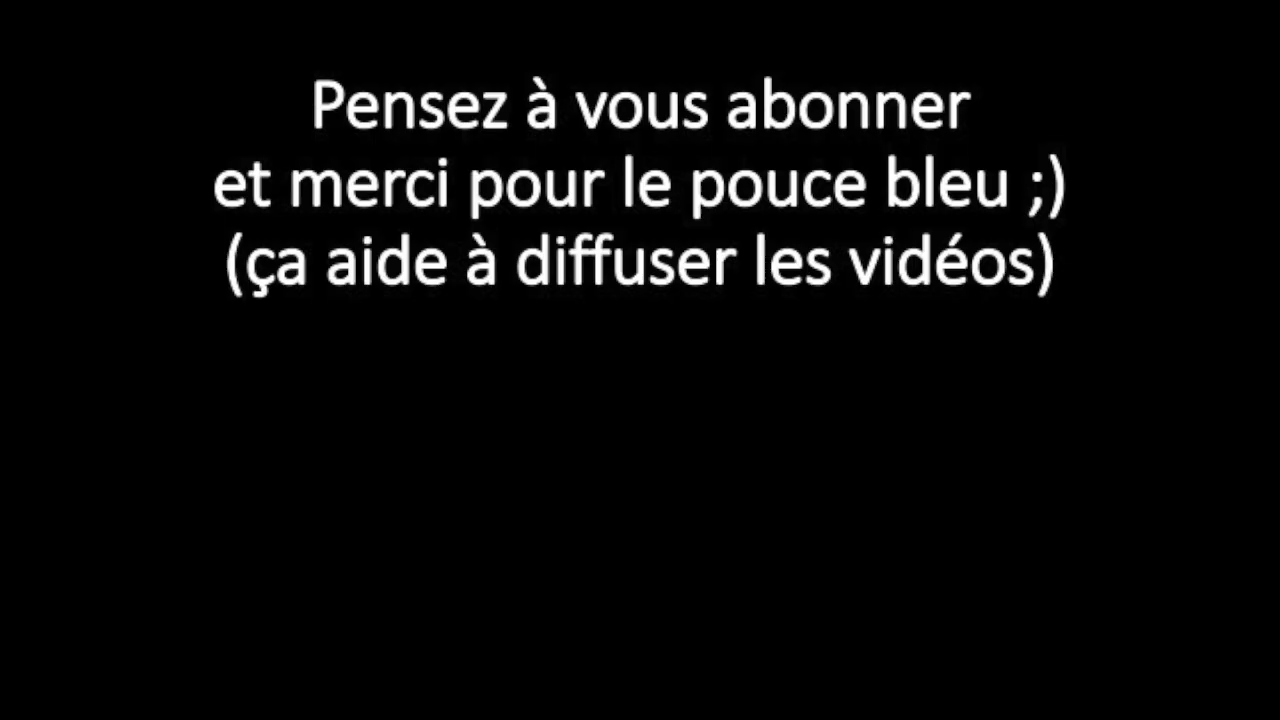 Pensez à vous abonner
et merci pour le pouce bleu ;)
(ça aide à diffuser les vidéos)